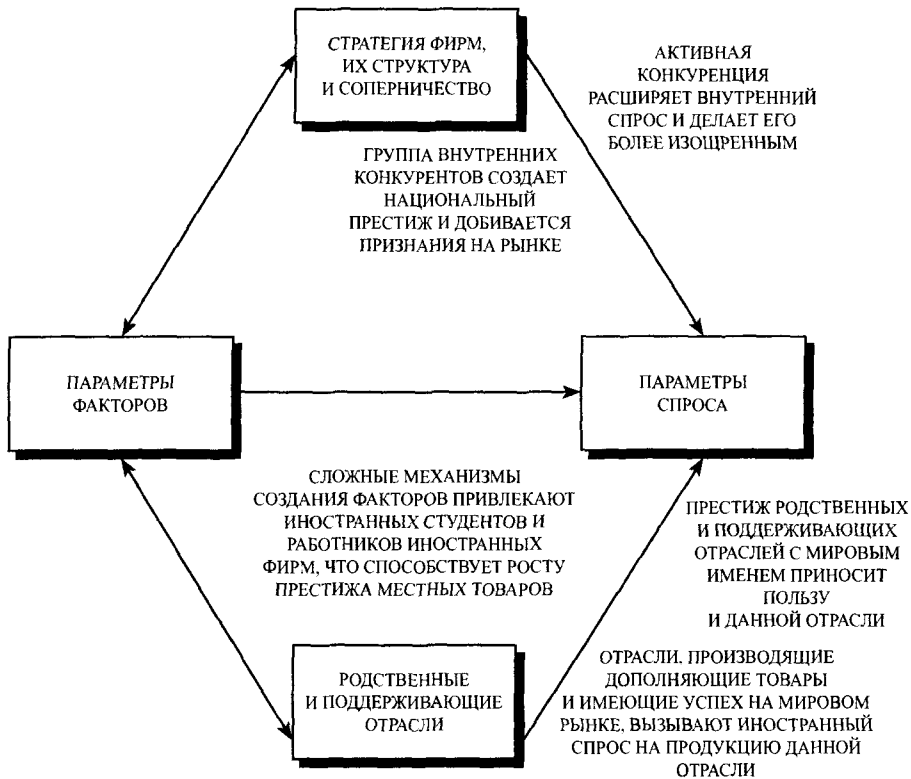 СТРАТЕГИЯ ФИРМ,
ИХ СТРУКТУРА
И СОПЕРНИЧЕСТВО
АКТИВНАЯ
КОНКУРЕНЦИЯ
РАСШИРЯЕТ ВНУТРЕННИЙ
СПРОС И ДЕЛАЕТ ЕГО
БОЛЕЕ ИЗОЩРЕННЫМ
ГРУППА ВНУТРЕННИХ
КОНКУРЕНТОВ СОЗДАЕТ
НАЦИОНАЛЬНЫЙ
ПРЕСТИЖ И ДОБИВАЕТСЯ
ПРИЗНАНИЯ НА РЫНКЕ
ПАРАМЕТРЫ
ФАКТОРОВ
ПАРАМЕТРЫ
СПРОСА
СЛОЖНЫЕ МЕХАНИЗМЫ
СОЗДАНИЯ ФАКТОРОВ ПРИВЛЕКАЮТ
ИНОСТРАННЫХ СТУДЕНТОВ И
РАБОТНИКОВ ИНОСТРАННЫХ
ФИРМ, ЧТО СПОСОБСТВУЕТ РОСТУ
ПРЕСТИЖА МЕСТНЫХ ТОВАРОВ
ПРЕСТИЖ РОДСТВЕННЫХ
И ПОДДЕРЖИВАЮЩИХ
ОТРАСЛЕЙ С МИРОВЫМ
ИМЕНЕМ ПРИНОСИТ
ПОЛЬЗУ
И ДАННОЙ ОТРАСЛИ
РОДСТВЕННЫЕ
И ПОДДЕРЖИВАЮЩИЕ
ОТРАСЛИ
ОТРАСЛИ, ПРОИЗВОДЯЩИЕ
ДОПОЛНЯЮЩИЕ ТОВАРЫ
И ИМЕЮЩИЕ УСПЕХ НА МИРОВОМ
РЫНКЕ, ВЫЗЫВАЮТ ИНОСТРАННЫЙ
СПРОС НА ПРОДУКЦИЮ ДАННОЙ
ОТРАСЛИ